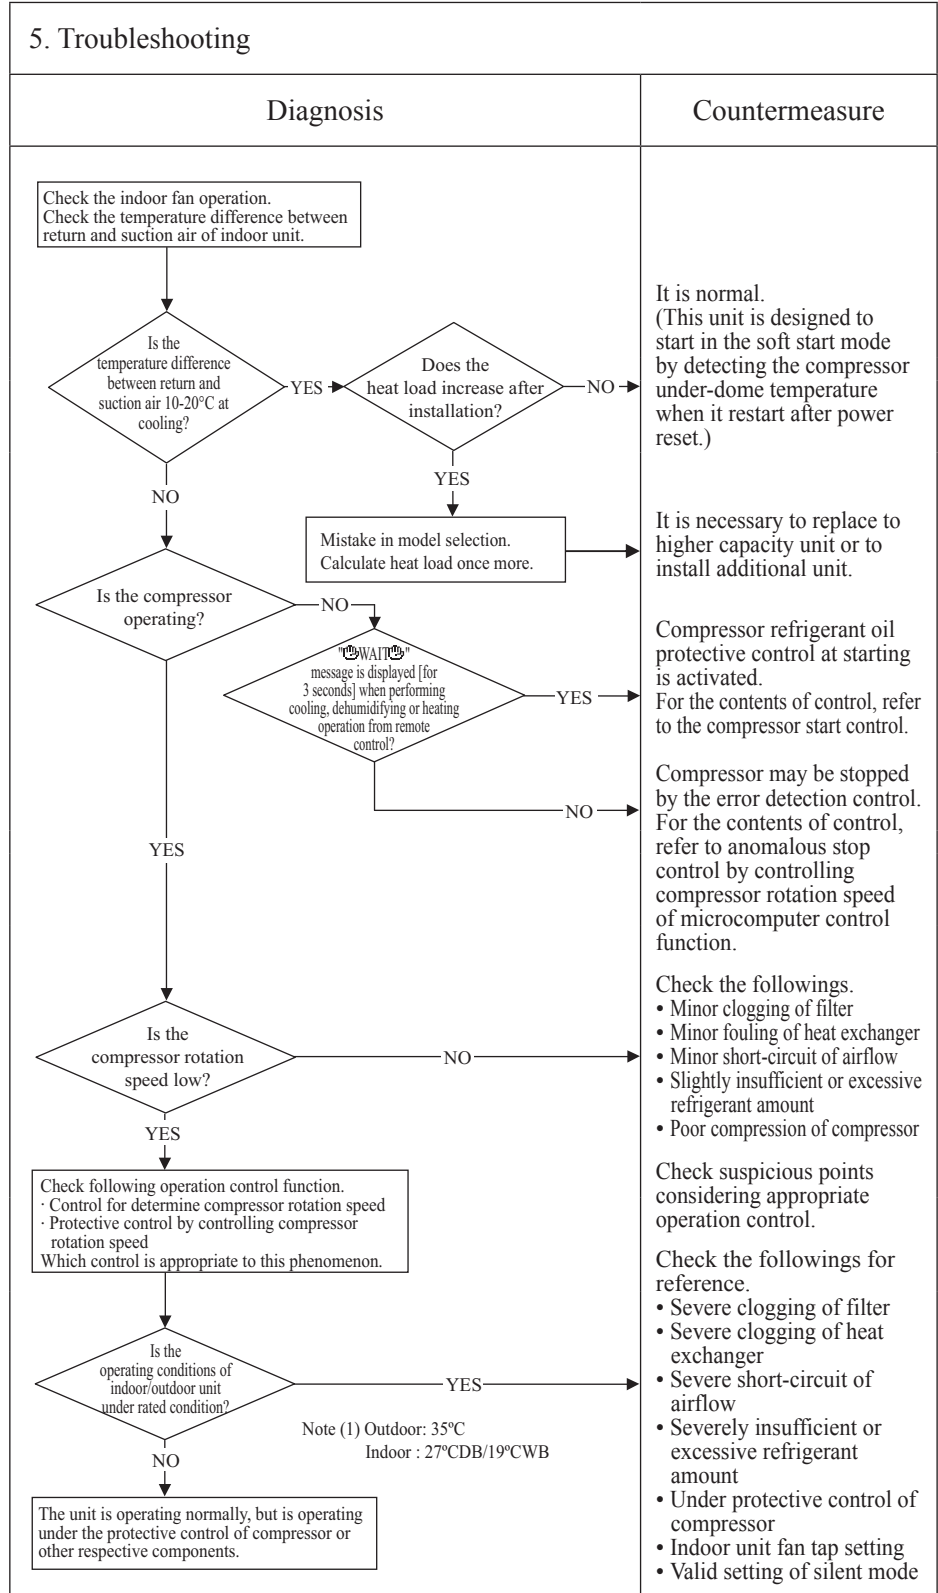 5. Troubleshooting
Diagnosis
Countermeasure
Check the indoor fan operation.
Check the temperature difference between
return and suction air of indoor unit.
Is the
temperature difference
between return and
suction air 10-20°C at
cooling?
YES
Does the
heat load increase after
installation?
NO
It is normal.
(This unit is designed to
start in the soft start mode
by detecting the compressor
under-dome temperature
when it restart after power
reset.)
NO
YES
Mistake in model selection.
Calculate heat load once more.
It is necessary to replace to
higher capacity unit or to
install additional unit.
Is the compressor
operating?
NO
"WAIT"
message is displayed [for
3 seconds] when performing
cooling, dehumidifying or heating
operation from remote
control?
YES
Compressor refrigerant oil
protective control at starting
is activated.
For the contents of control, refer
to the compressor start control.
NO
Compressor may be stopped
by the error detection control.
For the contents of control,
refer to anomalous stop
control by controlling
compressor rotation speed
of microcomputer control
function.
YES
Is the
compressor rotation
speed low?
NO
Check the followings.
• Minor clogging of filter
• Minor fouling of heat exchanger
• Minor short-circuit of airflow
• Slightly insufficient or excessive
refrigerant amount
• Poor compression of compressor
YES
Check following operation control function.
· Control for determine compressor rotation speed
· Protective control by controlling compressor
rotation speed
Which control is appropriate to this phenomenon.
Check suspicious points
considering appropriate
operation control.
Is the
operating conditions of
indoor/outdoor unit
under rated condition?
YES
Note (1) Outdoor: 35ºC
Indoor : 27ºCDB/19ºCWB
Check the followings for
reference.
• Severe clogging of filter
• Severe clogging of heat
exchanger
• Severe short-circuit of
airflow
• Severely insufficient or
excessive refrigerant
amount
• Under protective control of
compressor
• Indoor unit fan tap setting
• Valid setting of silent mode
NO
The unit is operating normally, but is operating
under the protective control of compressor or
other respective components.